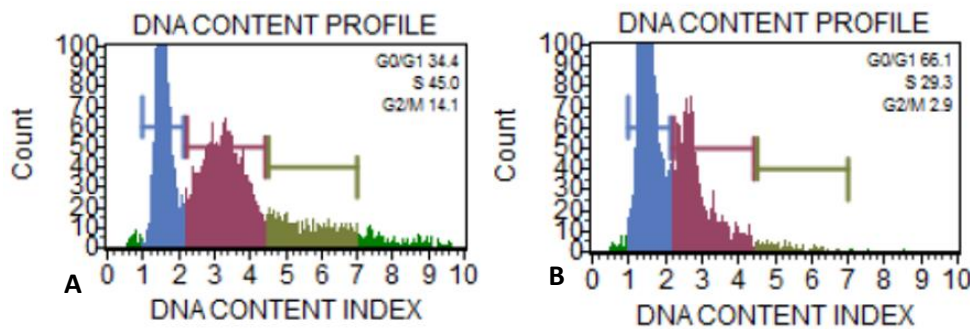 DNA CONTENT PROFILE
G0/G1 34.4
S 45.0
G2/M 14.1
100
90
80
70
60
50
40
30
20
10
0
Count
0 1 2 3 4 5 6 7 8 9 10
DNA CONTENT INDEX
A
DNA CONTENT PROFILE
G0/G1 66.1
S 29.3
G2/M 2.9
100
90
80
70
60
50
40
30
20
10
0
Count
0 1 2 3 4 5 6 7 8 9 10
DNA CONTENT INDEX
B